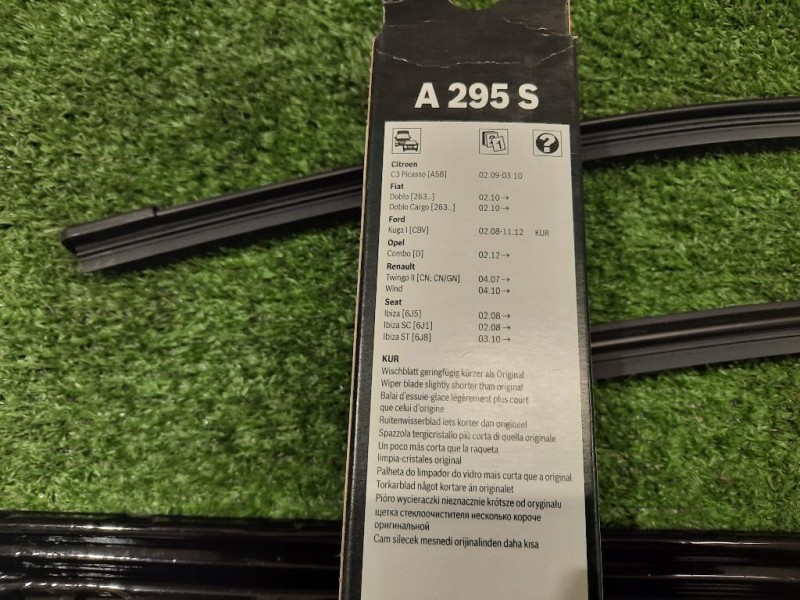 A 295 S
1
?
Citroen
C3 Picasso [A58] 02.09-03.10
Fiat
Doblo [263..] 02.10→
Doblo Cargo [263..] 02.10→
Ford
Kuga I [CBV] 02.08-11.12 KUR
Opel
Combo [D] 02.12→
Renault
Twingo II [CN; CN/GN] 04.07→
Wind 04.10→
Seat
Ibiza [6J5] 02.08→
Ibiza SC [6J1] 02.08→
Ibiza ST [6J8] 03.10→
KUR
Wischblatt geringfügig kürzer als Original
Wiper blade slightly shorter than original
Balai d'essuie-glace légèrement plus court
que celui d'origine
Ruitenwisserblad iets korter dan origineel
Spazzola tergicristallo più corta di quella originale
Un poco más corta que la raqueta
limpia-cristales original
Palheta do limpador do vidro mais curta que a original
Torkarblad något kortare än originalet
Pióro wycieraczki nieznacznie krótsze od oryginału
щетка стеклоочистителя несколько короче
оригинальной
Cam silecek mesnedi orijinalinden daha kısa